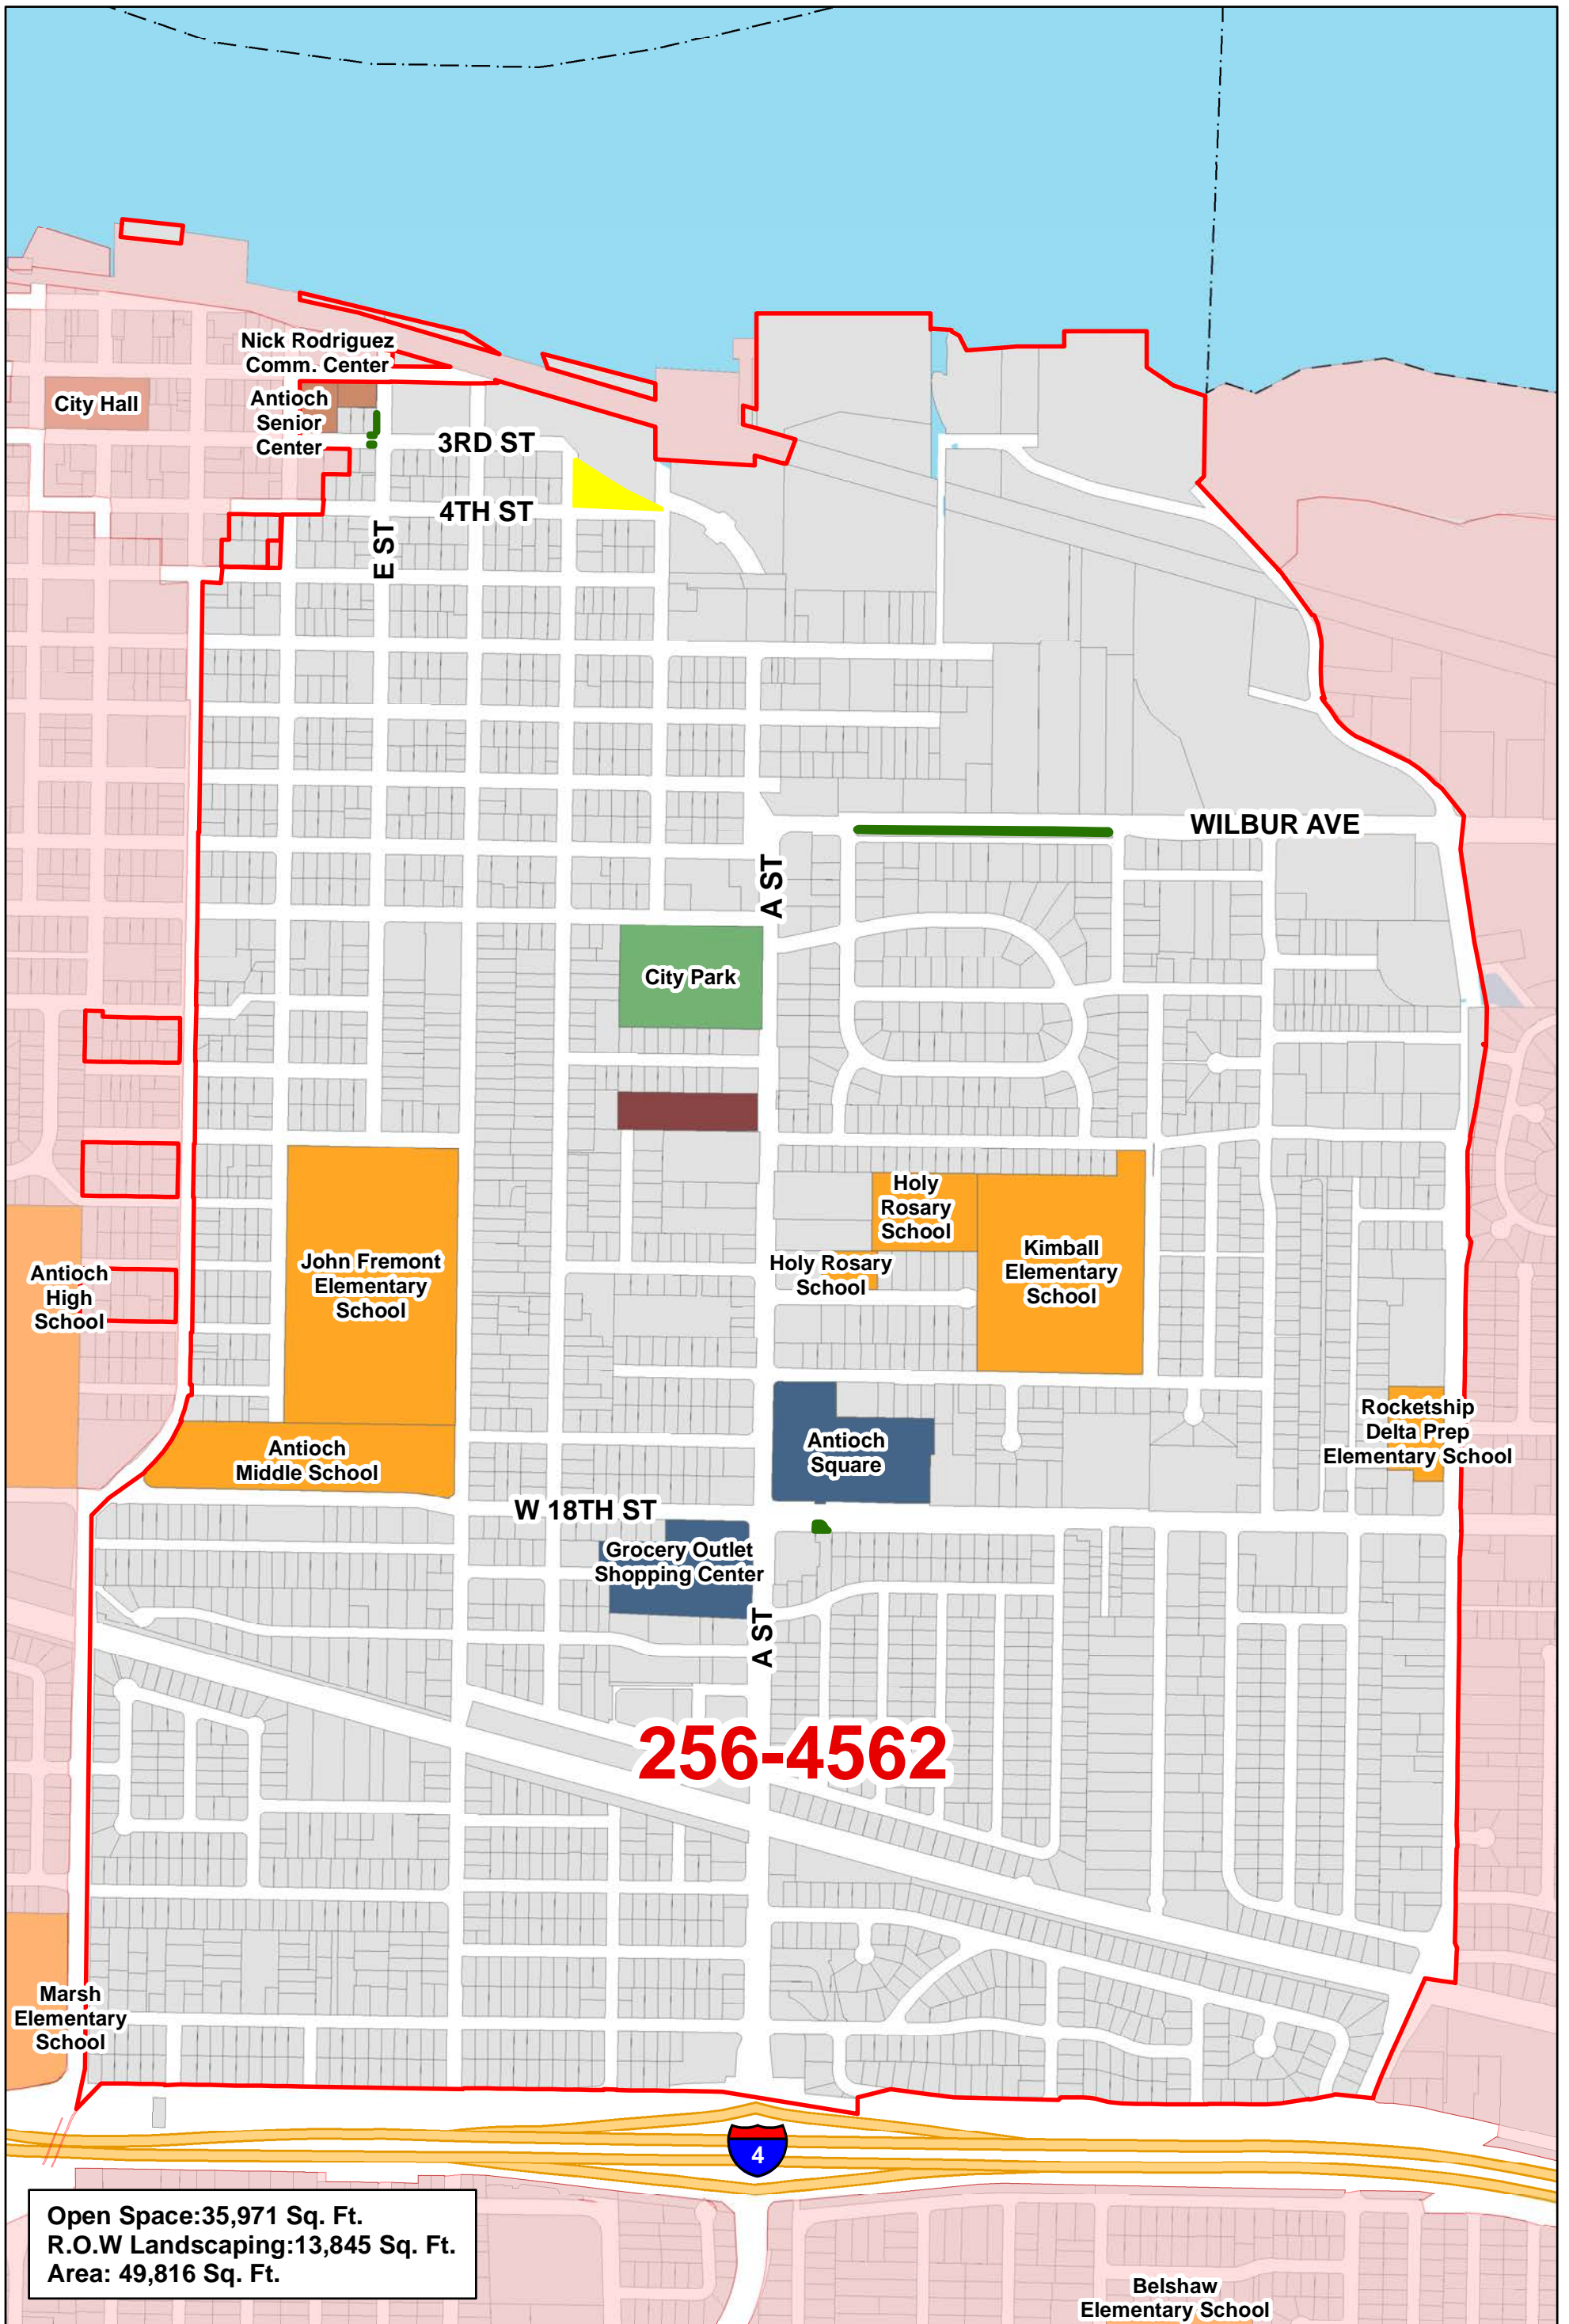 Nick Rodriguez
Comm. Center
City Hall
Antioch
Senior
Center
3RD ST
4TH ST
E ST
WILBUR AVE
A ST
City Park
Holy
Rosary
School
Holy Rosary
School
Kimball
Elementary
School
John Fremont
Elementary
School
Antioch
High
School
Rocketship
Delta Prep
Elementary School
Antioch
Square
Antioch
Middle School
W 18TH ST
Grocery Outlet
Shopping Center
A ST
256-4562
Marsh
Elementary
School
4
Open Space:35,971 Sq. Ft.
R.O.W Landscaping:13,845 Sq. Ft.
Area: 49,816 Sq. Ft.
Belshaw
Elementary School